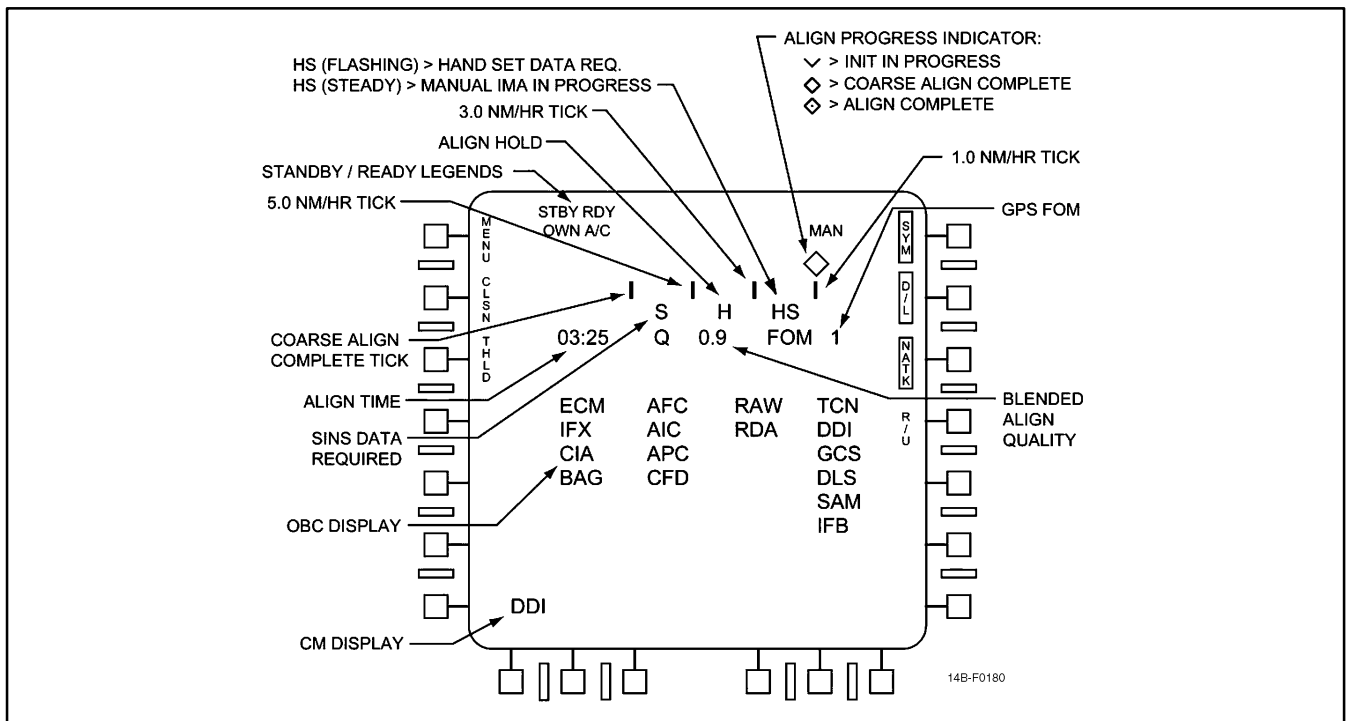 ALIGN PROGRESS INDICATOR:
> INIT IN PROGRESS
> COARSE ALIGN COMPLETE
> ALIGN COMPLETE
HS (FLASHING) > HAND SET DATA REQ.
HS (STEADY) > MANUAL IMA IN PROGRESS
3.0 NM/HR TICK
ALIGN HOLD
STANDBY / READY LEGENDS
5.0 NM/HR TICK
1.0 NM/HR TICK
GPS FOM
STBY RDY
OWN A/C
MAN
MENU
CLSN
THLD
SYM
D/L
NATK
R/U
S H HS
03:25 Q 0.9 FOM 1
COARSE ALIGN
COMPLETE TICK
ALIGN TIME
SINS DATA
REQUIRED
OBC DISPLAY
CM DISPLAY
BLENDED
ALIGN
QUALITY
ECM AFC RAW TCN
IFX AIC RDA DDI
CIA APC GCS
BAG CFD DLS
SAM
IFB
DDI
14B-F0180